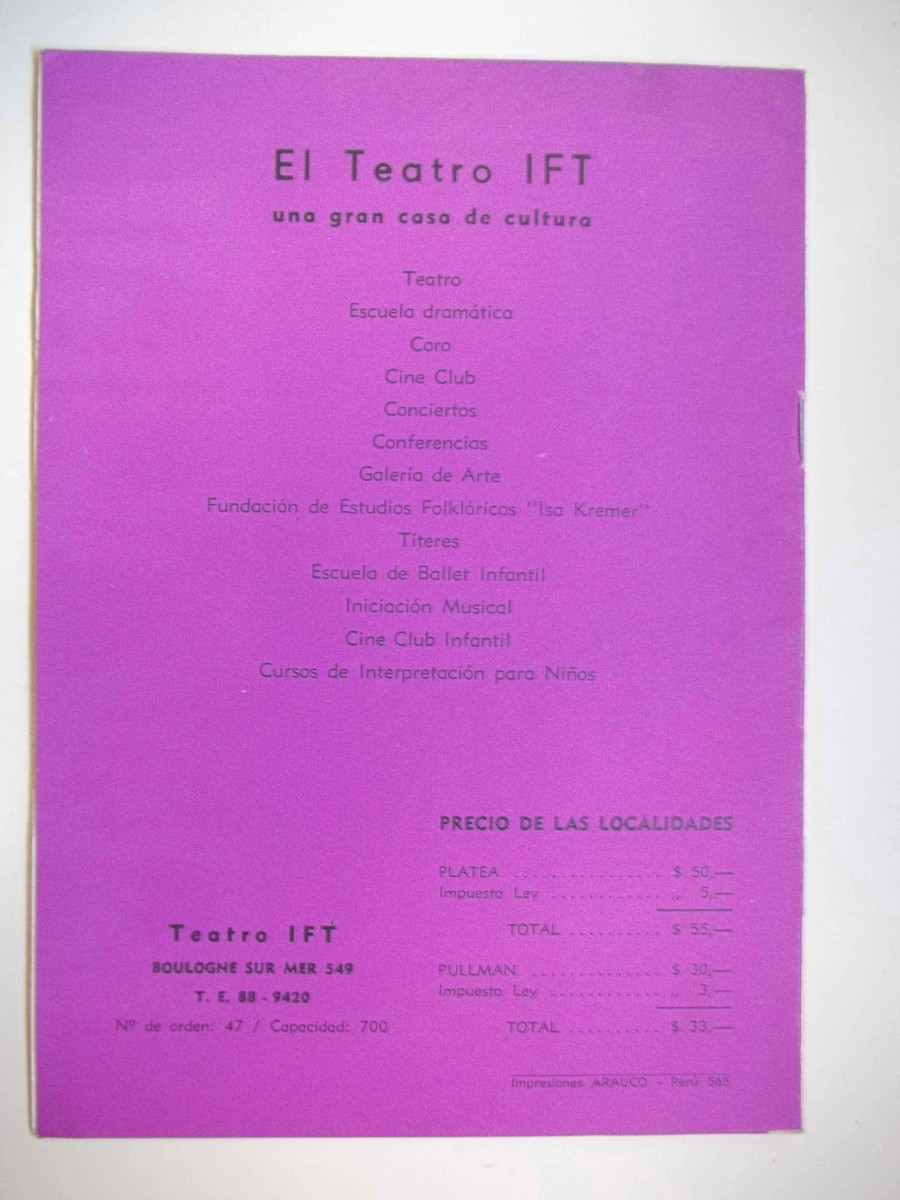 El Teatro IFT
una gran casa de cultura
Teatro
Escuela dramática
Coro
Cine Club
Conciertos
Conferencias
Galería de Arte
Fundación de Estudios Folklóricos "Isa Kremer"
Títeres
Escuela de Ballet Infantil
Iniciación Musical
Cine Club Infantil
Cursos de Interpretación para Niños
PRECIO DE LAS LOCALIDADES
PLATEA ................ $ 50,—
Impuesto Ley ............ ,, 5,—
TOTAL .......... $ 55,—
PULLMAN .............. $ 30,—
Impuesto Ley ............ ,, 3,—
TOTAL .......... $ 33,—
Teatro IFT
BOULOGNE SUR MER 549
T. E. 88 - 9420
Nº de orden: 47 / Capacidad: 700
Impresiones ARAUCO - Perú 565